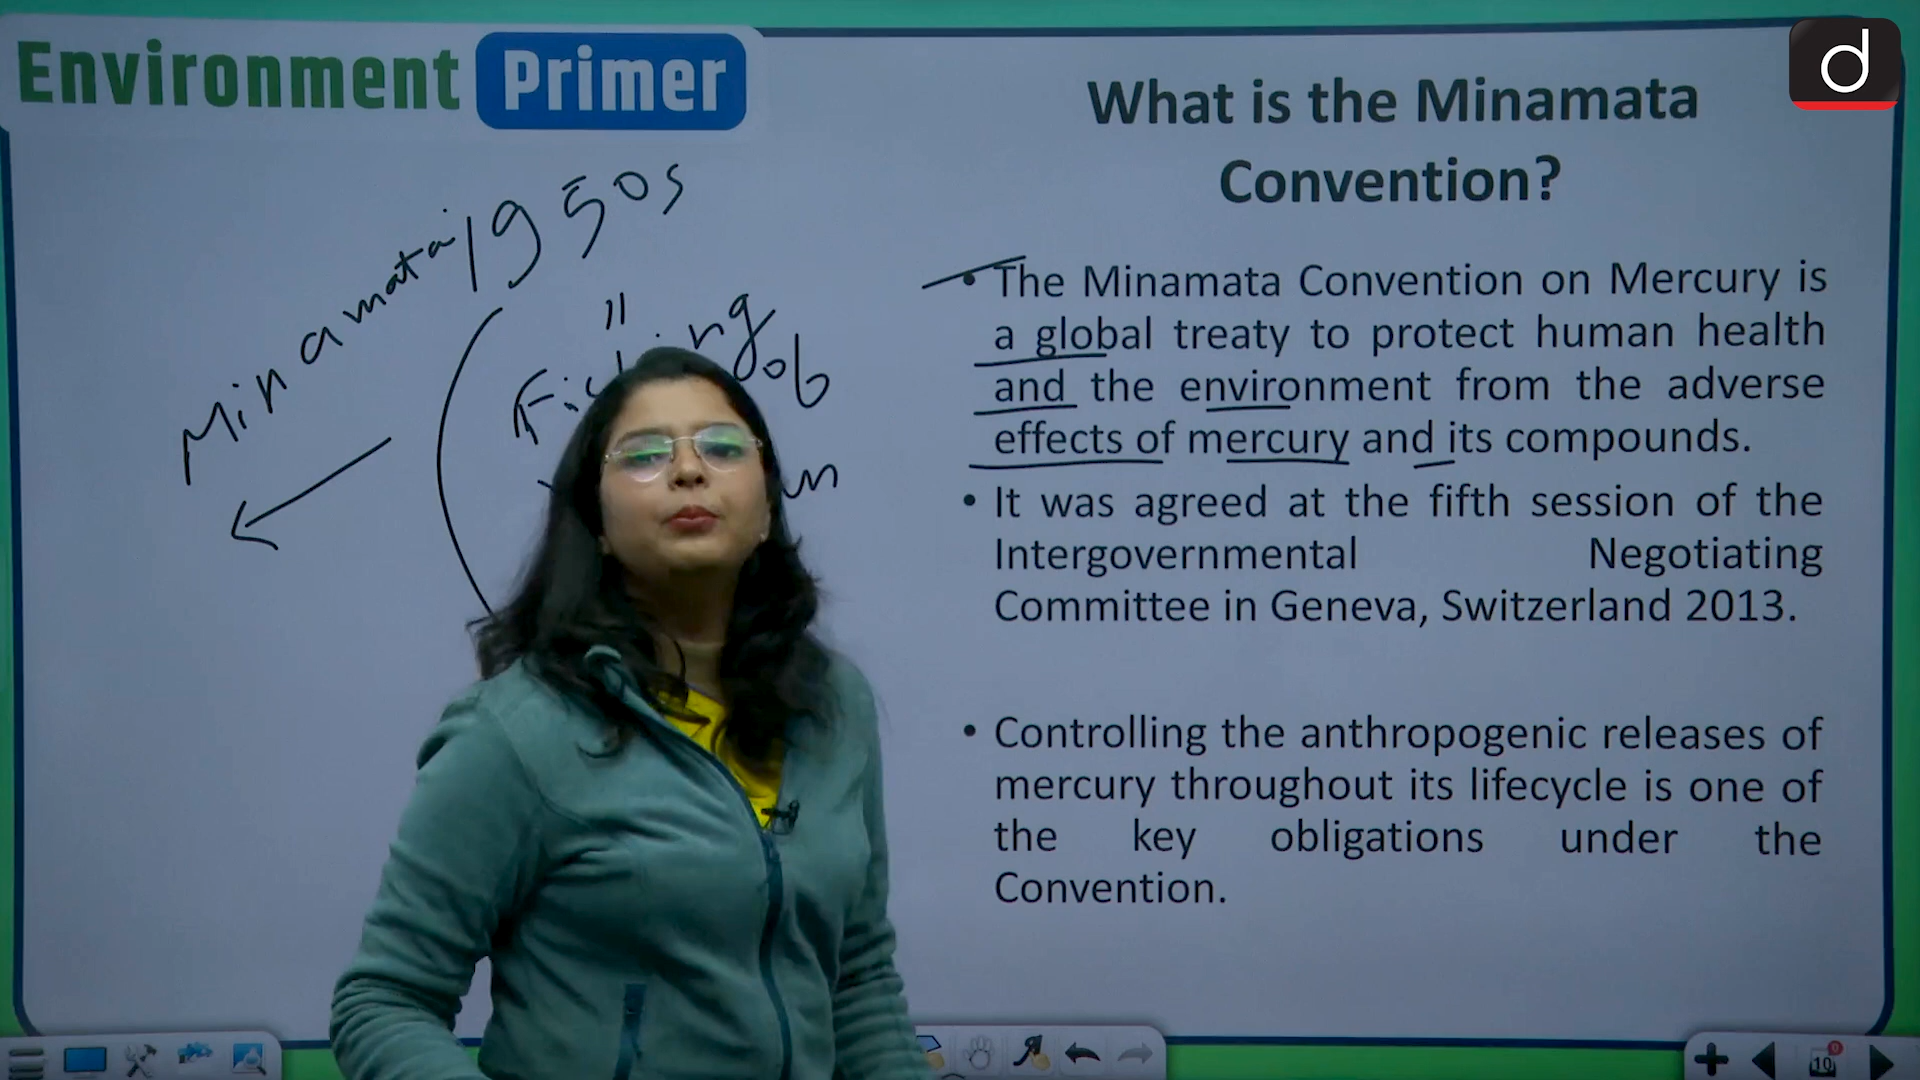 Environment Primer
d
What is the Minamata
Convention?
Minamata 1950s
• The Minamata Convention on Mercury is
a global treaty to protect human health
and the environment from the adverse
effects of mercury and its compounds.
• It was agreed at the fifth session of the
Intergovernmental Negotiating
Committee in Geneva, Switzerland 2013.
• Controlling the anthropogenic releases of
mercury throughout its lifecycle is one of
the key obligations under the
Convention.
10